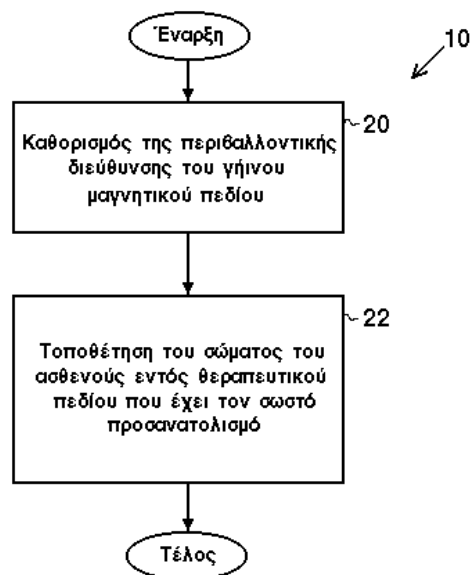 Έναρξη
10
20
Καθορισμός της περιβαλλοντικής
διεύθυνσης του γήινου
μαγνητικού πεδίου
22
Τοποθέτηση του σώματος του
ασθενούς εντός θεραπευτικού
πεδίου που έχει τον σωστό
προσανατολισμό
Τέλος